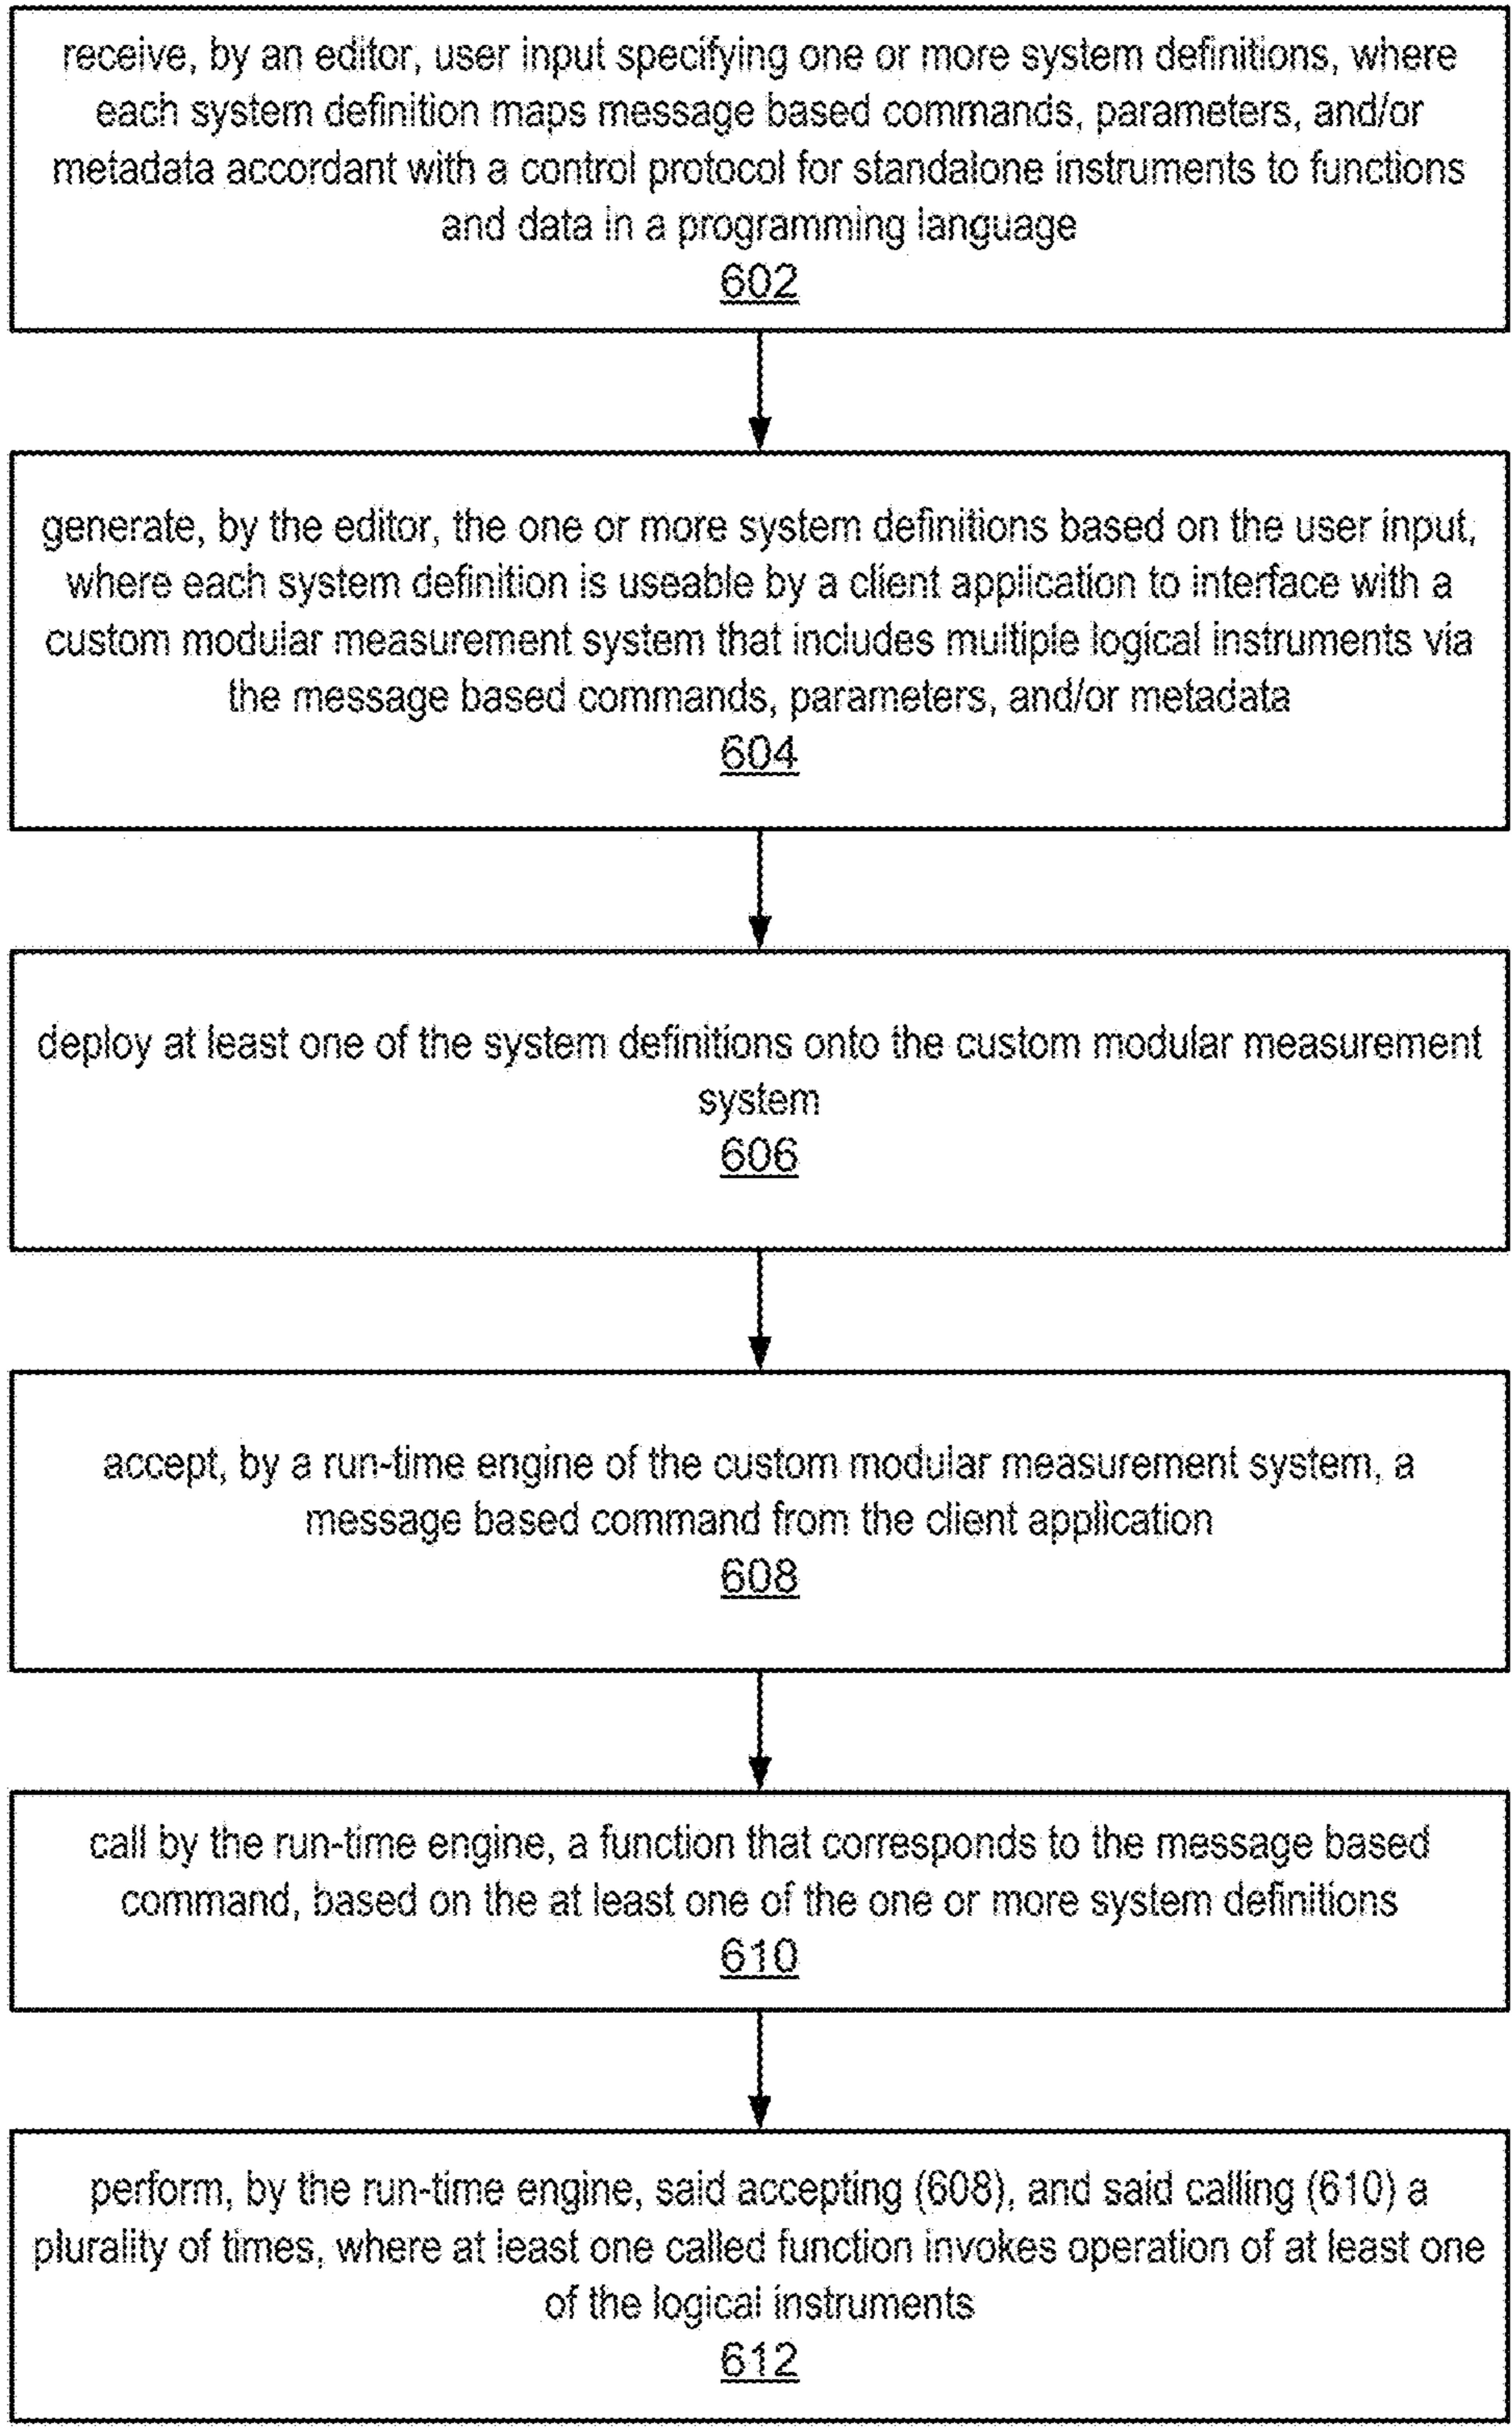 receive, by an editor, user input specifying one or more system definitions, where
each system definition maps message based commands, parameters, and/or
metadata accordant with a control protocol for standalone instruments to functions
and data in a programming language
602
generate, by the editor, the one or more system definitions based on the user input,
where each system definition is useable by a client application to interface with a
custom modular measurement system that includes multiple logical instruments via
the message based commands, parameters, and/or metadata
604
deploy at least one of the system definitions onto the custom modular measurement
system
606
accept, by a run-time engine of the custom modular measurement system, a
message based command from the client application
608
call by the run-time engine, a function that corresponds to the message based
command, based on the at least one of the one or more system definitions
610
perform, by the run-time engine, said accepting (608), and said calling (610) a
plurality of times, where at least one called function invokes operation of at least one
of the logical instruments
612